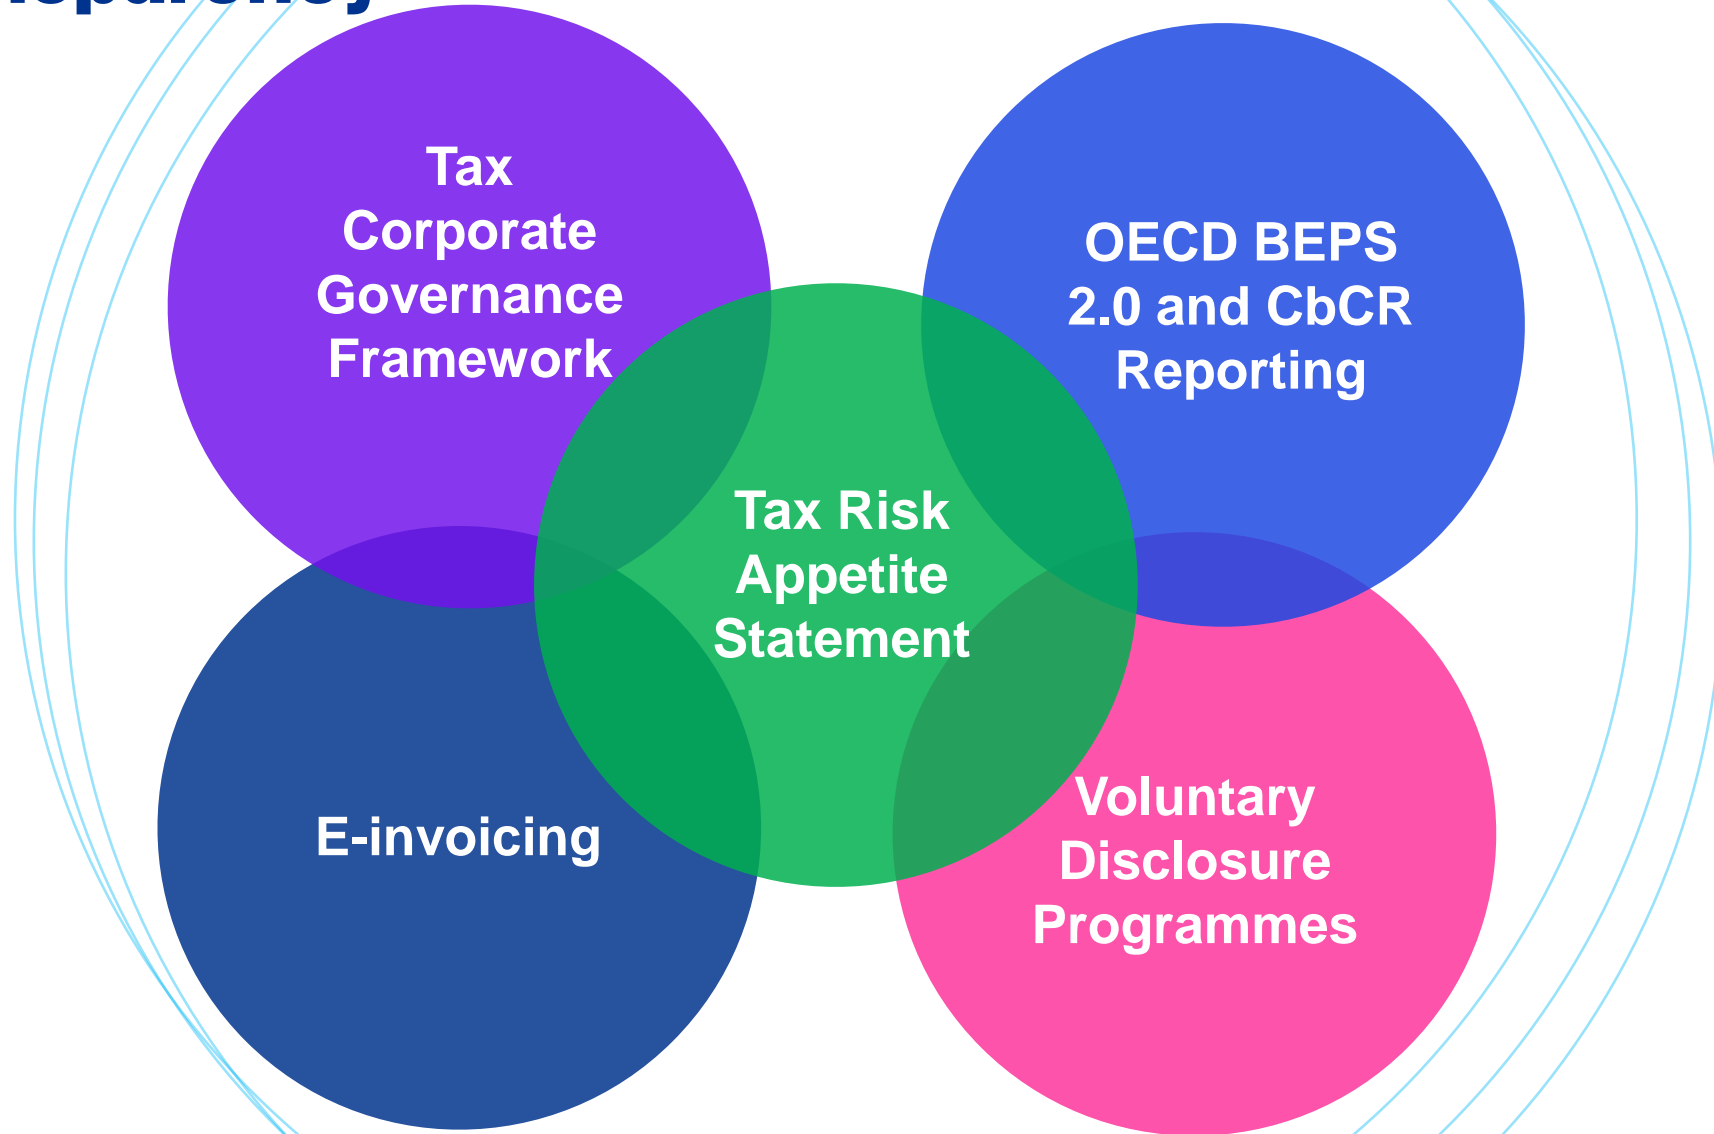 Tax
Corporate
Governance
Framework
OECD BEPS
2.0 and CbCR
Reporting
Tax Risk
Appetite
Statement
E-invoicing
Voluntary
Disclosure
Programmes